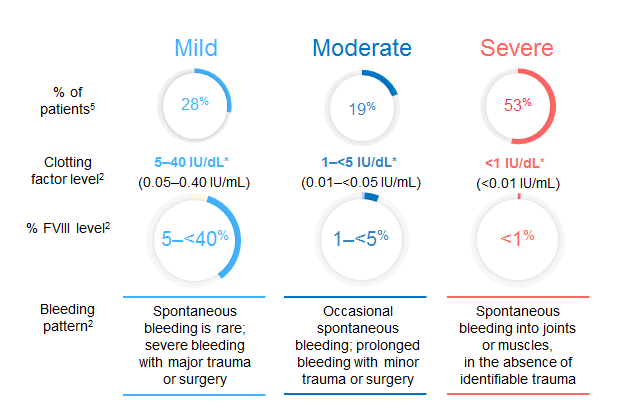 Mild Moderate Severe
% of
patients⁵
28% 19% 53%
Clotting
factor level²
5–40 IU/dL*
(0.05–0.40 IU/mL)
1–<5 IU/dL*
(0.01–<0.05 IU/mL)
<1 IU/dL*
(<0.01 IU/mL)
% FVIII level²
5–<40% 1–<5% <1%
Bleeding
pattern²
Spontaneous
bleeding is rare;
severe bleeding
with major trauma
or surgery
Occasional
spontaneous
bleeding; prolonged
bleeding with minor
trauma or surgery
Spontaneous
bleeding into joints
or muscles,
in the absence of
identifiable trauma